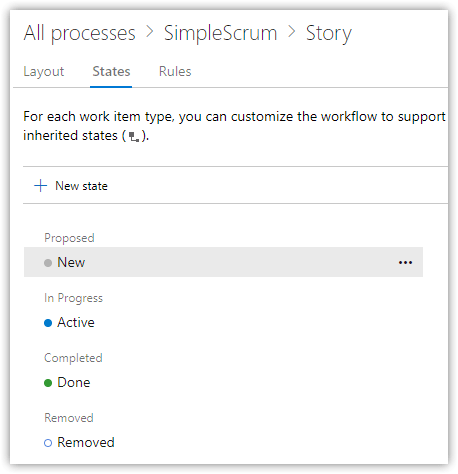 All processes > SimpleScrum > Story
Layout States Rules
For each work item type, you can customize the workflow to support
inherited states ( ).
+ New state
Proposed
New ...
In Progress
Active
Completed
Done
Removed
Removed